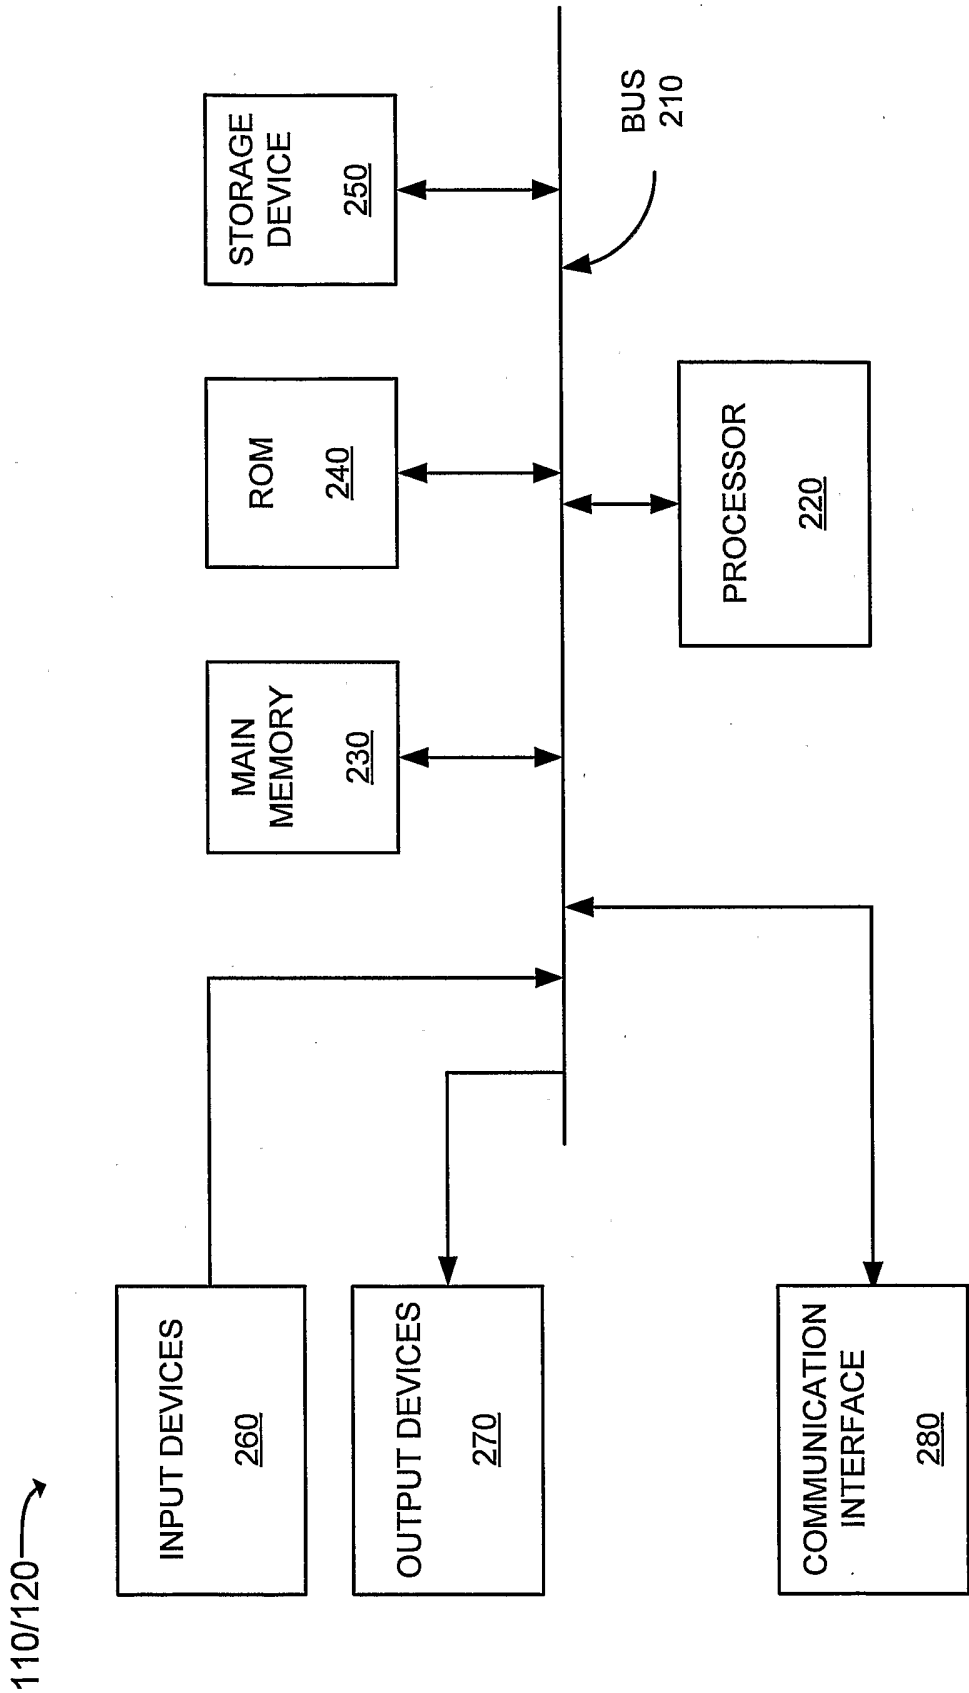 110/120
INPUT DEVICES
260
OUTPUT DEVICES
270
COMMUNICATION
INTERFACE
280
MAIN
MEMORY
230
ROM
240
STORAGE
DEVICE
250
PROCESSOR
220
BUS
210